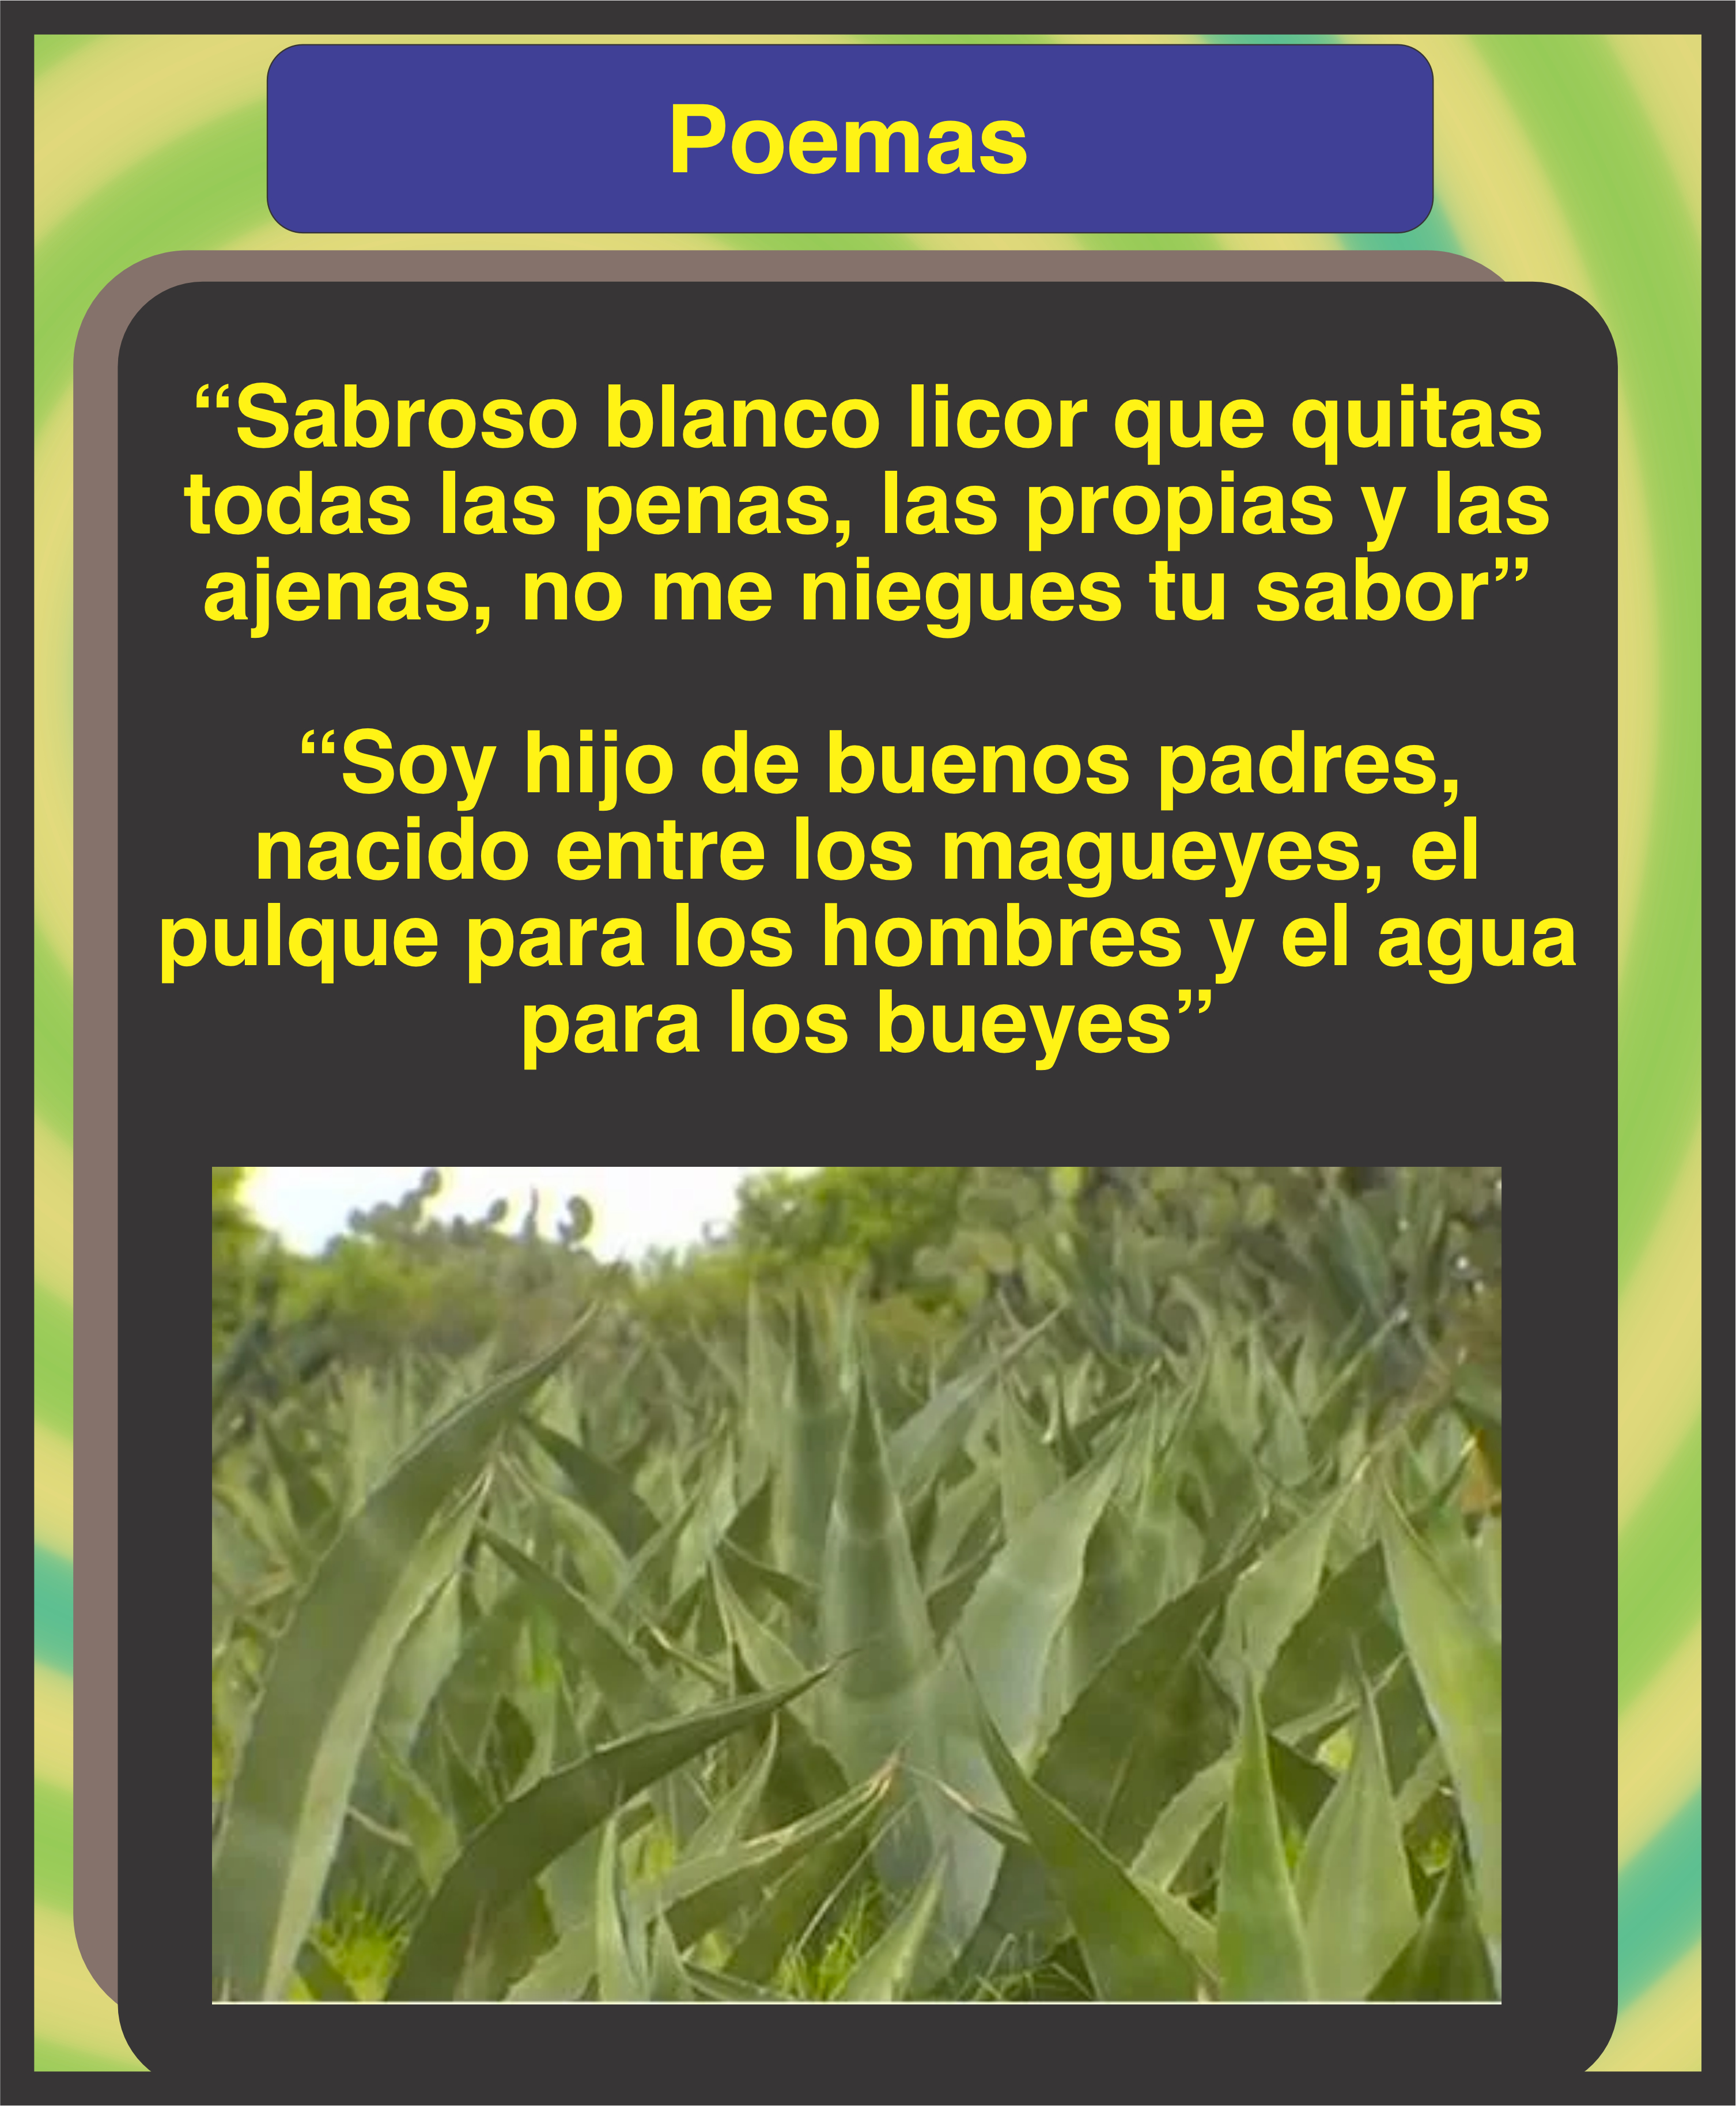 Poemas
“Sabroso blanco licor que quitas
todas las penas, las propias y las
ajenas, no me niegues tu sabor”
“Soy hijo de buenos padres,
nacido entre los magueyes, el
pulque para los hombres y el agua
para los bueyes”